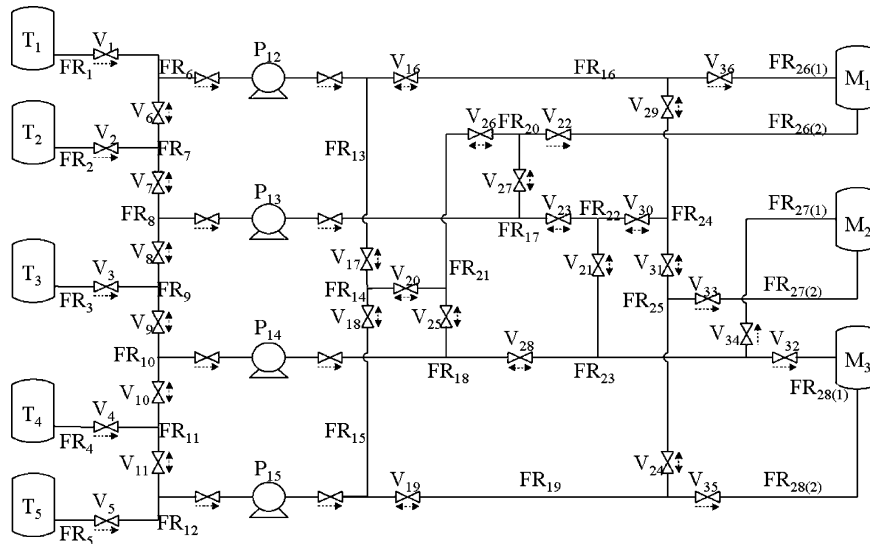 T1 V1 P12
FR1 FR6 V16 FR16 V36 FR26(1) M1
V6 V29
T2 V2 V26 FR20 V22
FR2 FR7 FR13 FR26(2)
V7 V27
FR8 P13 V23 FR22 V30 FR24 FR27(1)
FR17 M2
V8 V17 V21 V31
T3 V3 V20 FR21
FR3 FR9 FR14 FR25 V33 FR27(2)
V9 V18 V25 V34
FR10 P14 V28 V32 M3
FR18 FR23 FR28(1)
V10
T4 V4
FR4 FR11 FR15
V11 P15 V24
T5 V5 V19 FR19 V35 FR28(2)
FR5 FR12